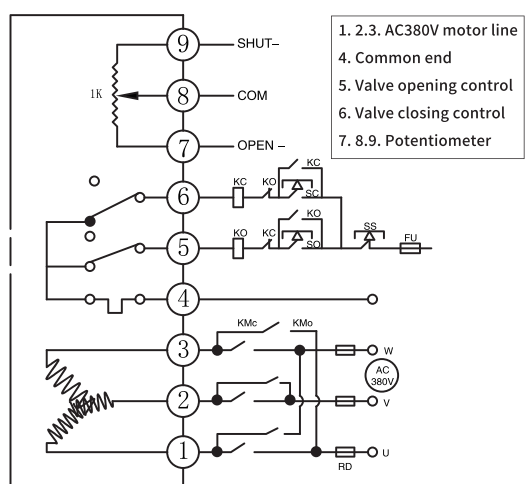 9 SHUT–
1K
8 COM
7 OPEN –
1. 2.3. AC380V motor line
4. Common end
5. Valve opening control
6. Valve closing control
7. 8.9. Potentiometer
KC
6 KC KO SC
KO
5 KO KC SO SS FU
4
KMc KMo
3 W
AC
380V
2 V
1 U
RD